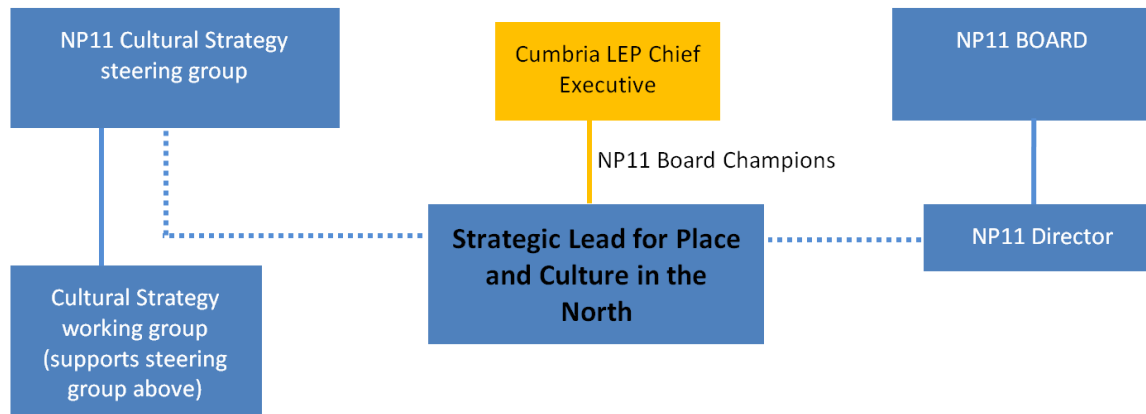 NP11 Cultural Strategy
steering group
Cumbria LEP Chief
Executive
NP11 BOARD
NP11 Board Champions
Strategic Lead for Place
and Culture in the
North
NP11 Director
Cultural Strategy
working group
(supports steering
group above)